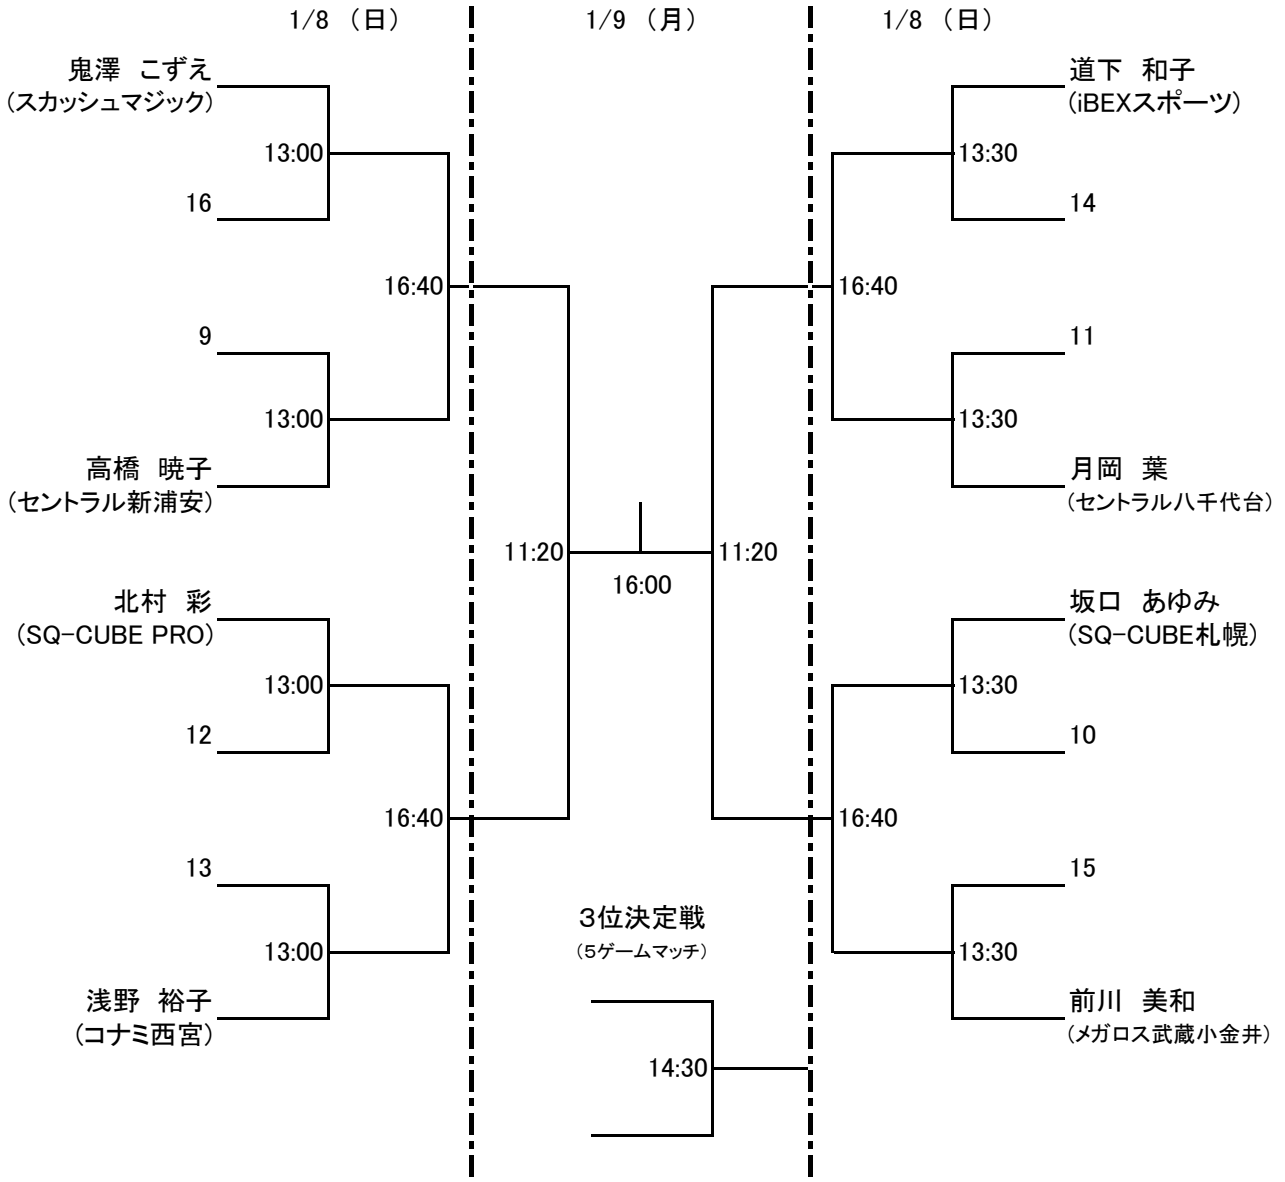 1/8 （日）
1/9 （月）
1/8 （日）
鬼澤　こずえ
（スカッシュマジック）
13:00
16
16:40
9
13:00
高橋　暁子
（セントラル新浦安）
11:20
北村　彩
（SQ-CUBE PRO）
13:00
12
16:40
13
13:00
浅野　裕子
（コナミ西宮）
16:00
３位決定戦
（５ゲームマッチ）
14:30
道下　和子
（iBEXスポーツ）
13:30
14
16:40
11
13:30
月岡　葉
（セントラル八千代台）
11:20
坂口　あゆみ
（SQ-CUBE札幌）
13:30
10
16:40
15
13:30
前川　美和
（メガロス武蔵小金井）